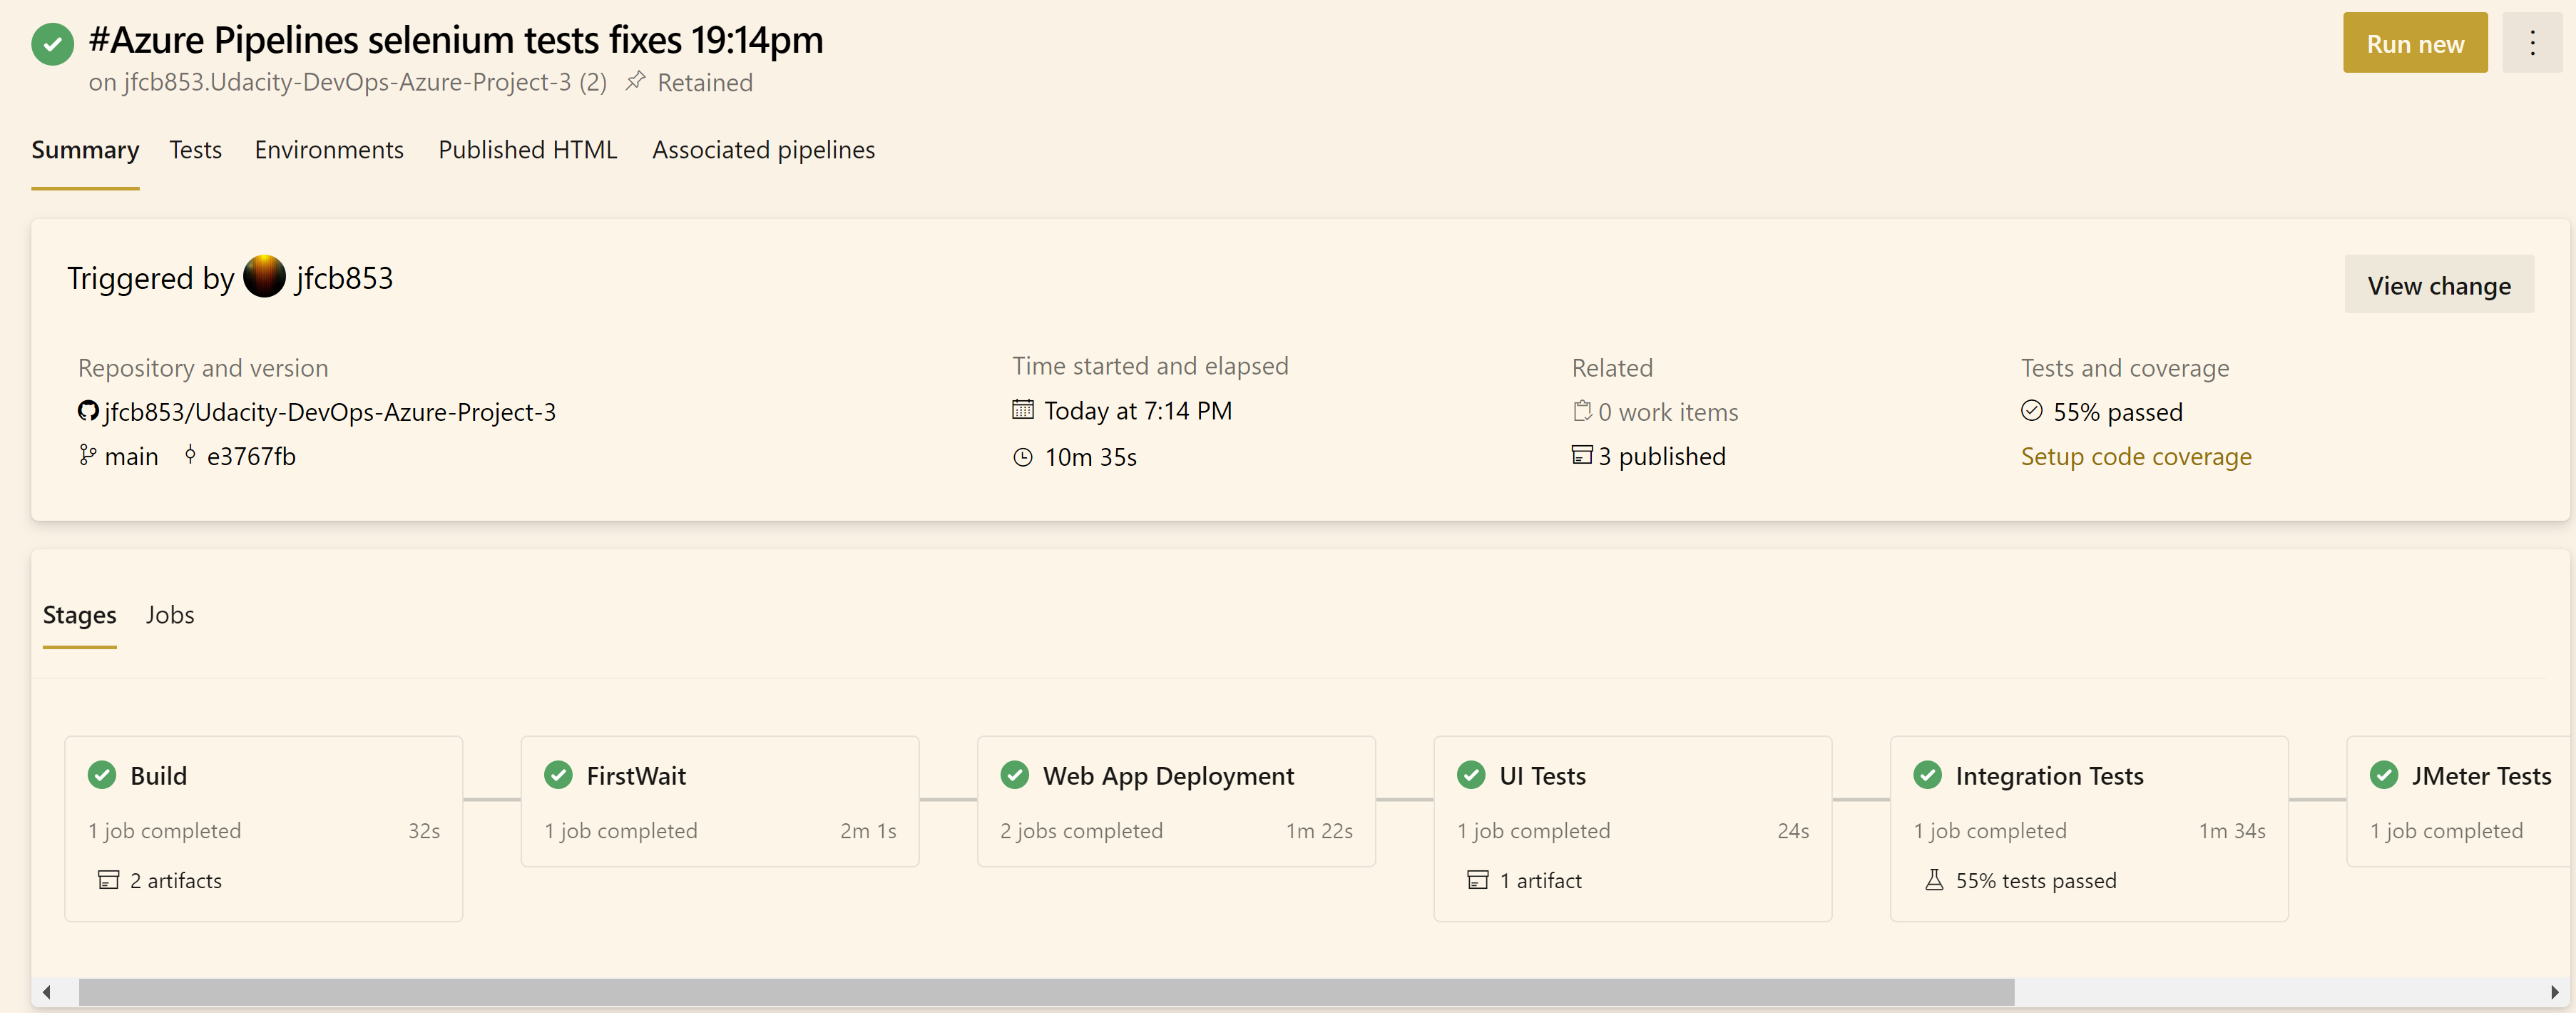 #Azure Pipelines selenium tests fixes 19:14pm
on jfcb853.Udacity-DevOps-Azure-Project-3 (2) Retained
Run new
Summary Tests Environments Published HTML Associated pipelines
Triggered by jfcb853
View change
Repository and version
jfcb853/Udacity-DevOps-Azure-Project-3
main e3767fb
Time started and elapsed
Today at 7:14 PM
10m 35s
Related
0 work items
3 published
Tests and coverage
55% passed
Setup code coverage
Stages Jobs
Build
1 job completed 32s
2 artifacts
FirstWait
1 job completed 2m 1s
Web App Deployment
2 jobs completed 1m 22s
UI Tests
1 job completed 24s
1 artifact
Integration Tests
1 job completed 1m 34s
55% tests passed
JMeter Tests
1 job completed